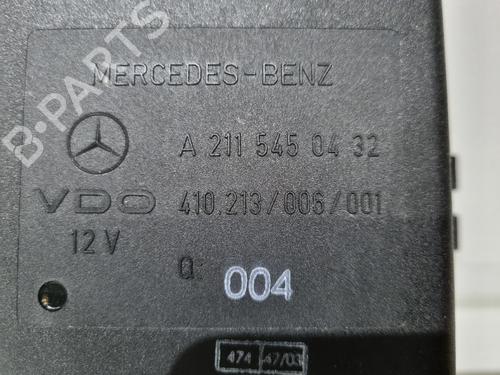 B-PARTS
MERCEDES-BENZ
A 211 545 04 32
VDO 410.213/006/001
12 V
Q: 004
474 47/03